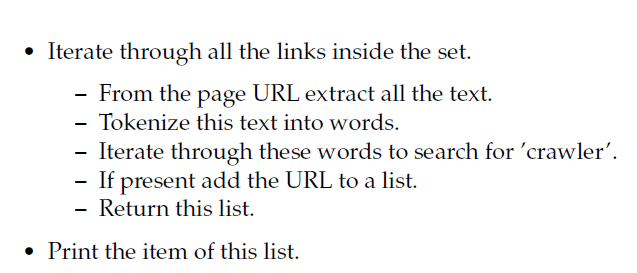 • Iterate through all the links inside the set.
– From the page URL extract all the text.
– Tokenize this text into words.
– Iterate through these words to search for ’crawler’.
– If present add the URL to a list.
– Return this list.
• Print the item of this list.